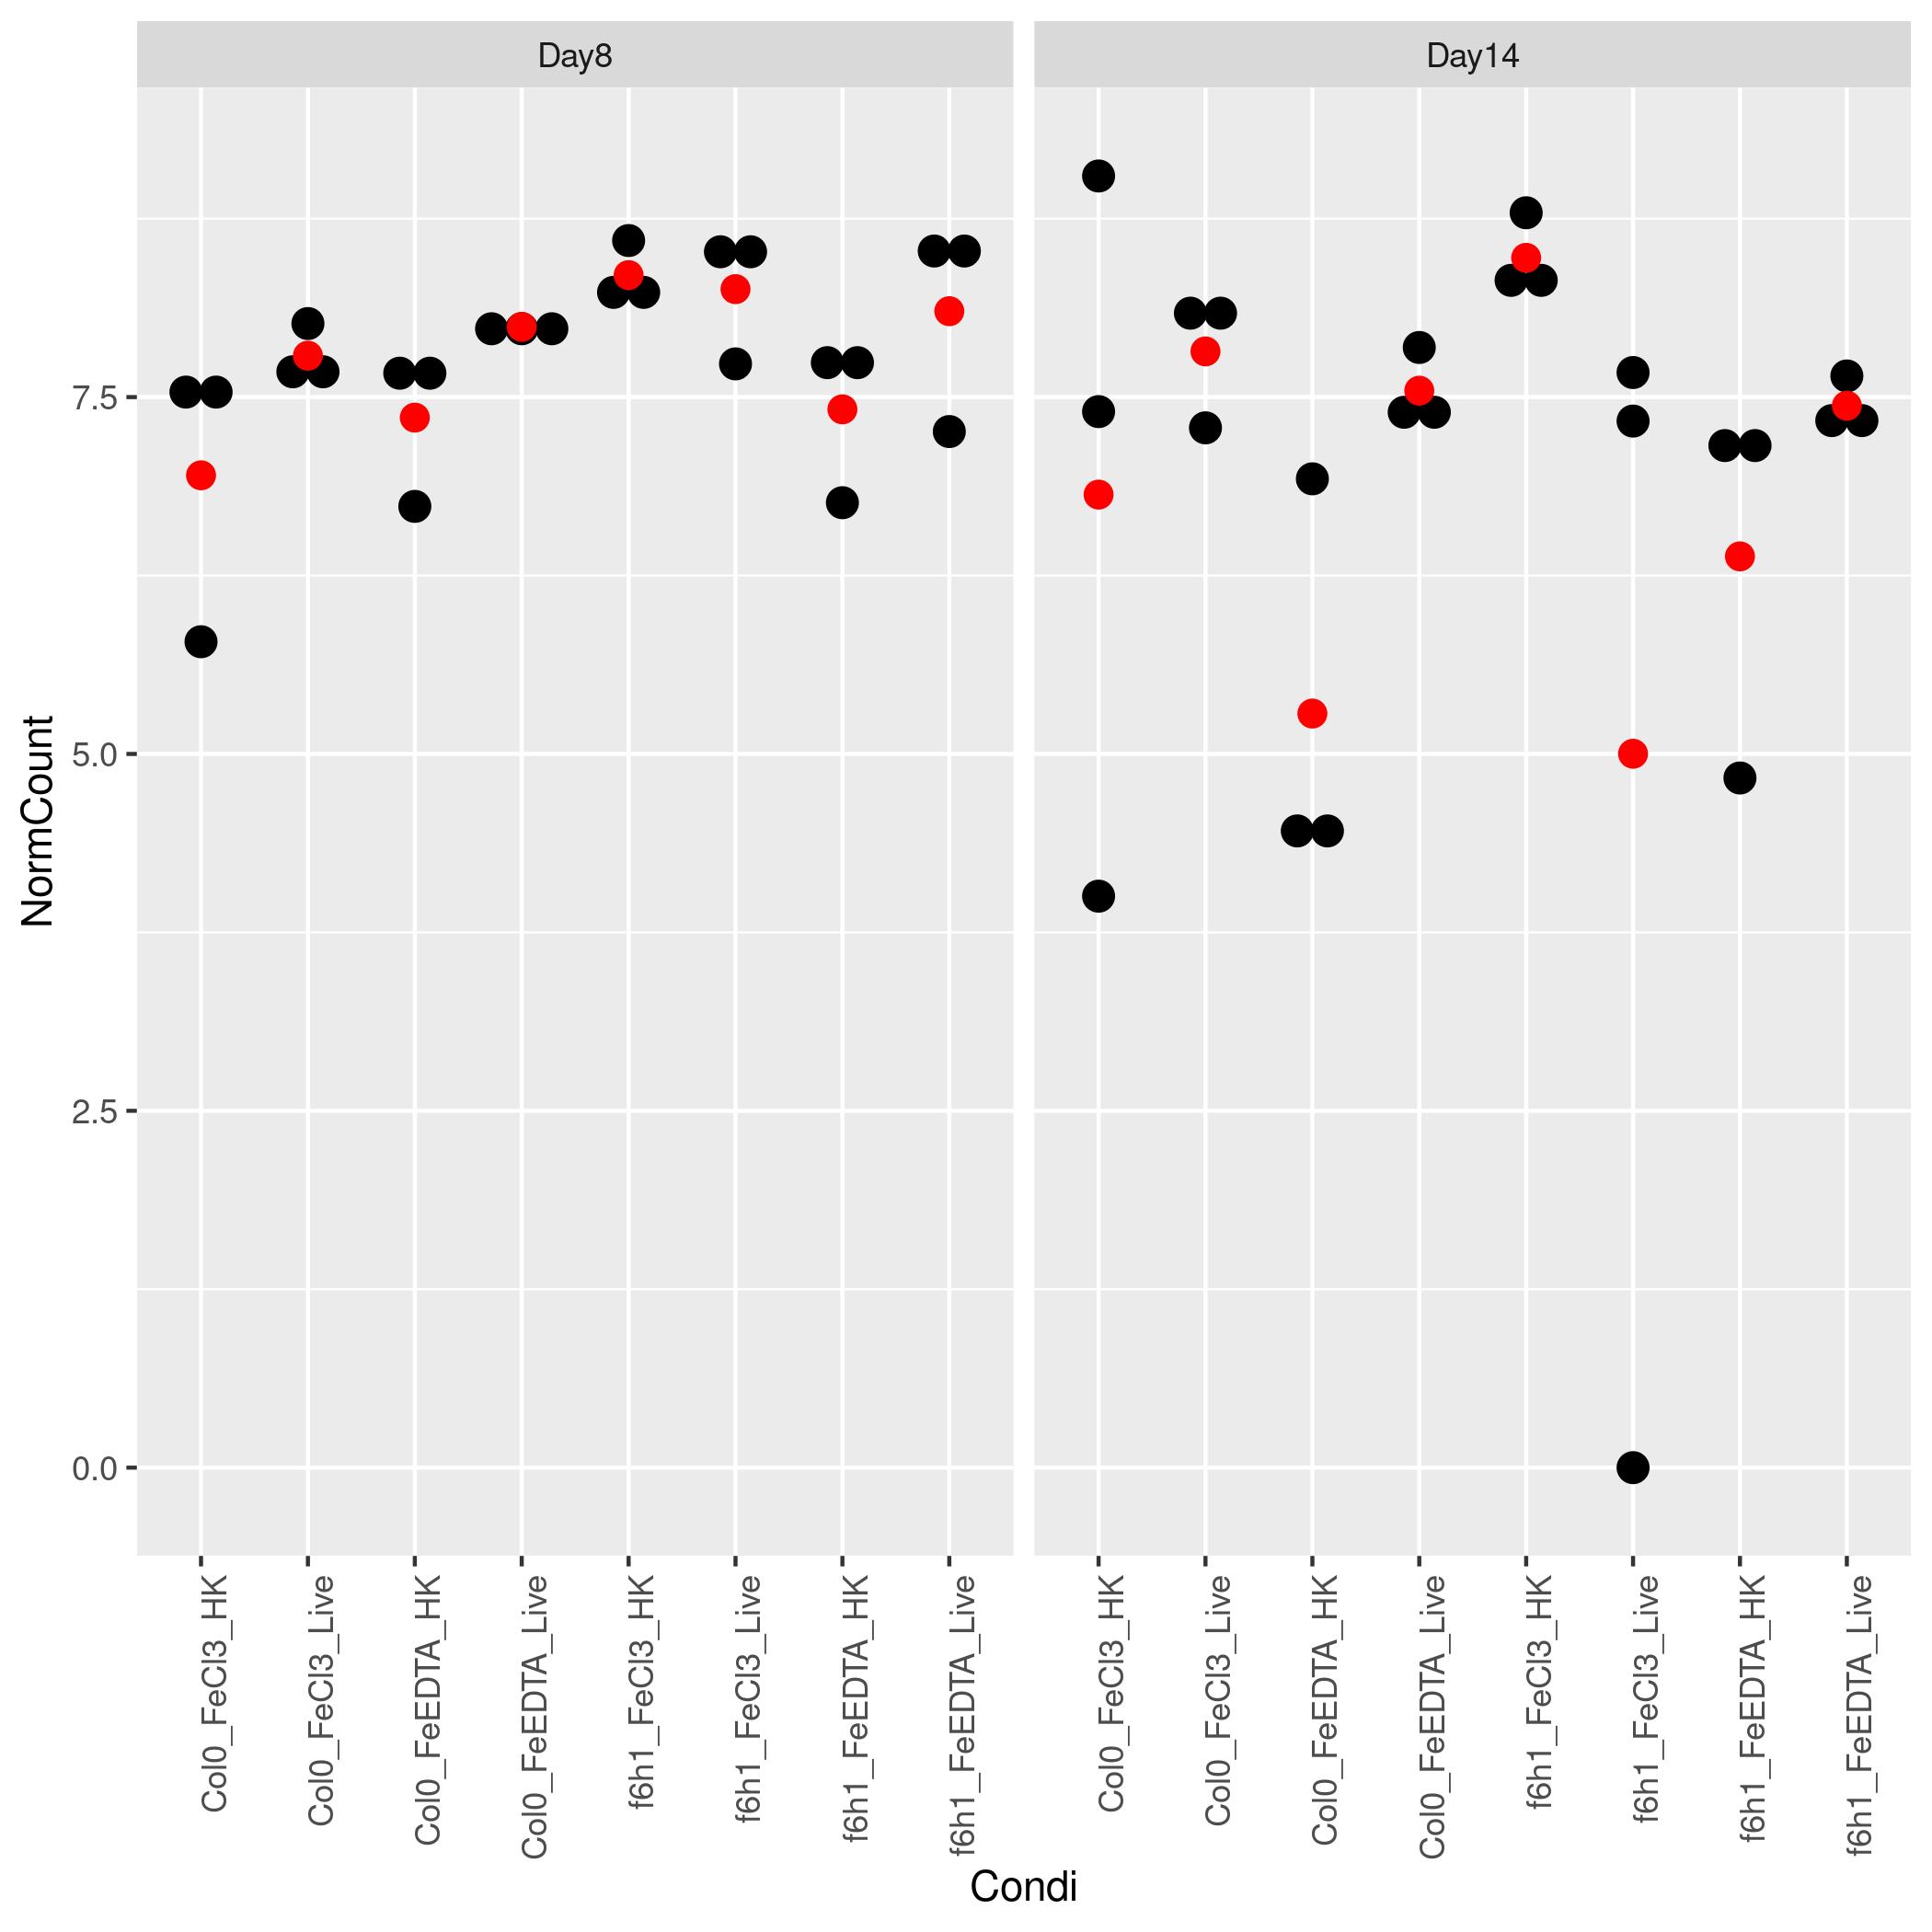 Day8
Day14
NormCount
7.5
5.0
2.5
0.0
Col0_FeCl3_HK
Col0_FeCl3_Live
Col0_FeEDTA_HK
Col0_FeEDTA_Live
f6h1_FeCl3_HK
f6h1_FeCl3_Live
f6h1_FeEDTA_HK
f6h1_FeEDTA_Live
Col0_FeCl3_HK
Col0_FeCl3_Live
Col0_FeEDTA_HK
Col0_FeEDTA_Live
f6h1_FeCl3_HK
f6h1_FeCl3_Live
f6h1_FeEDTA_HK
f6h1_FeEDTA_Live
Condi